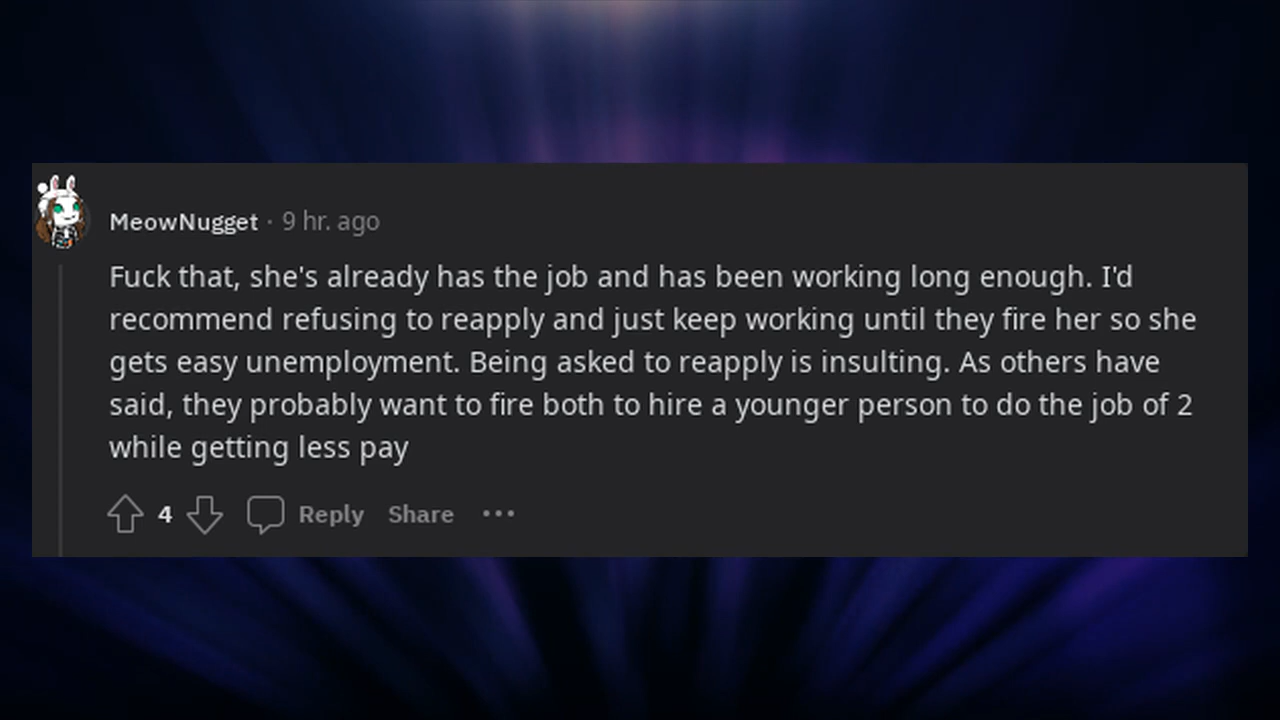 MeowNugget · 9 hr. ago
Fuck that, she's already has the job and has been working long enough. I'd
recommend refusing to reapply and just keep working until they fire her so she
gets easy unemployment. Being asked to reapply is insulting. As others have
said, they probably want to fire both to hire a younger person to do the job of 2
while getting less pay
4 Reply Share •••